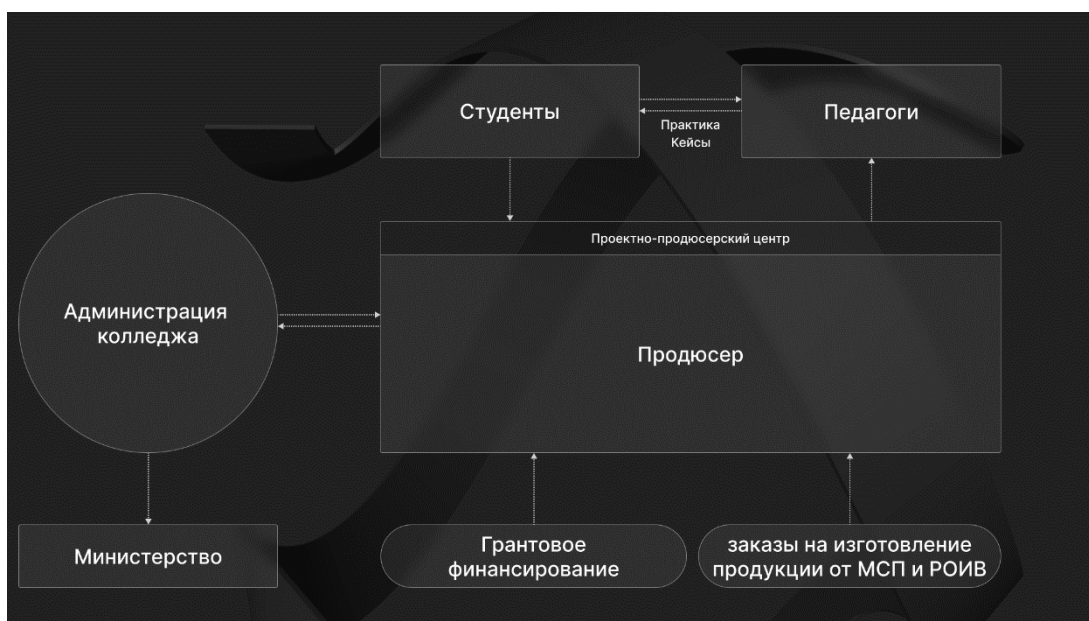 Студенты
Педагоги
Практика
Кейсы
Проектно-продюсерский центр
Администрация
колледжа
Продюсер
Министерство
Грантовое
финансирование
заказы на изготовление
продукции от МСП и РОИВ